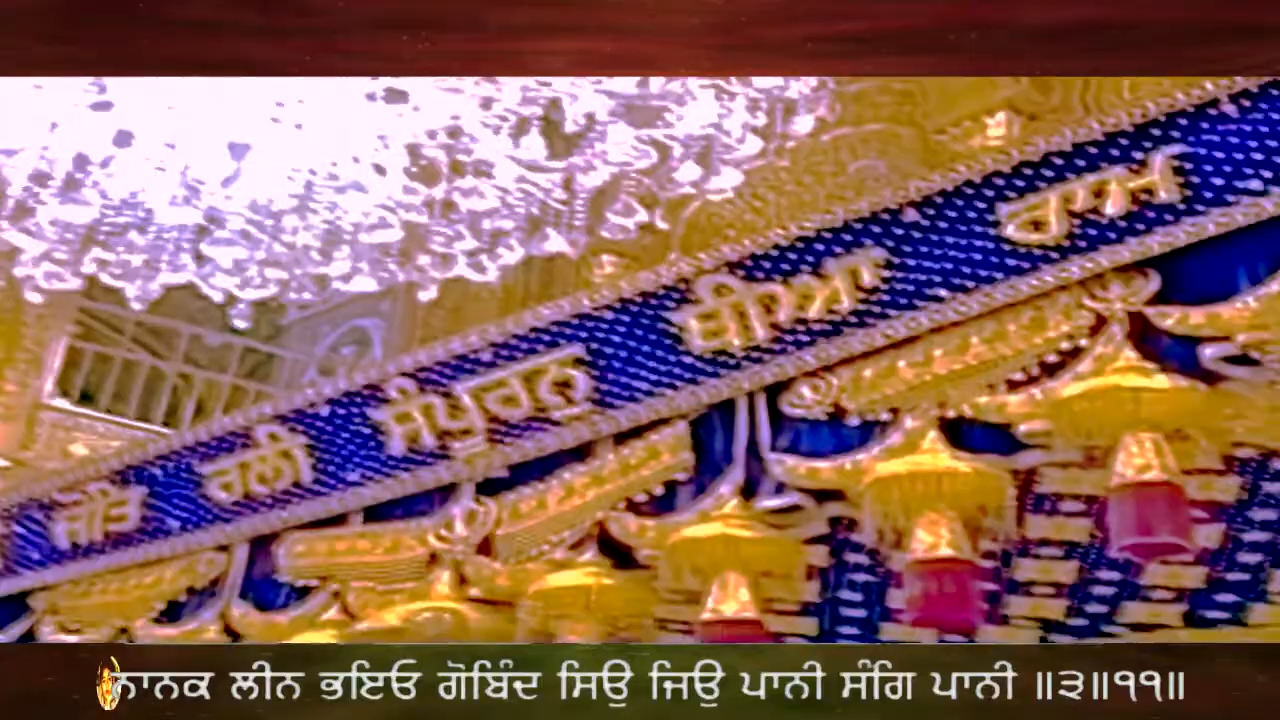 ਜੋਤਿ ਰਲੀ ਸੰਪੂਰਨੁ ਥੀਆ ਰਾਮ
ਨਾਨਕ ਲੀਨ ਭਇਓ ਗੋਬਿੰਦ ਸਿਉ ਜਿਉ ਪਾਨੀ ਸੰਗਿ ਪਾਨੀ ॥੩॥੧੧॥